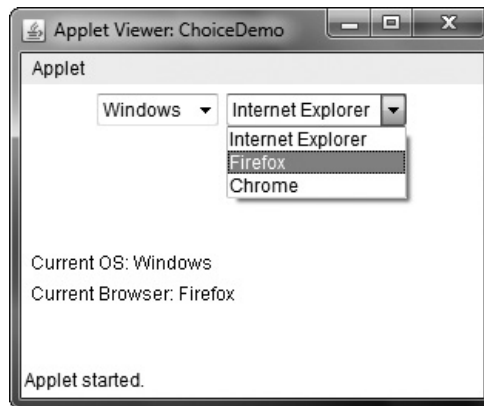 Applet Viewer: ChoiceDemo
Applet
Windows Internet Explorer
Internet Explorer
Firefox
Chrome
Current OS: Windows
Current Browser: Firefox
Applet started.